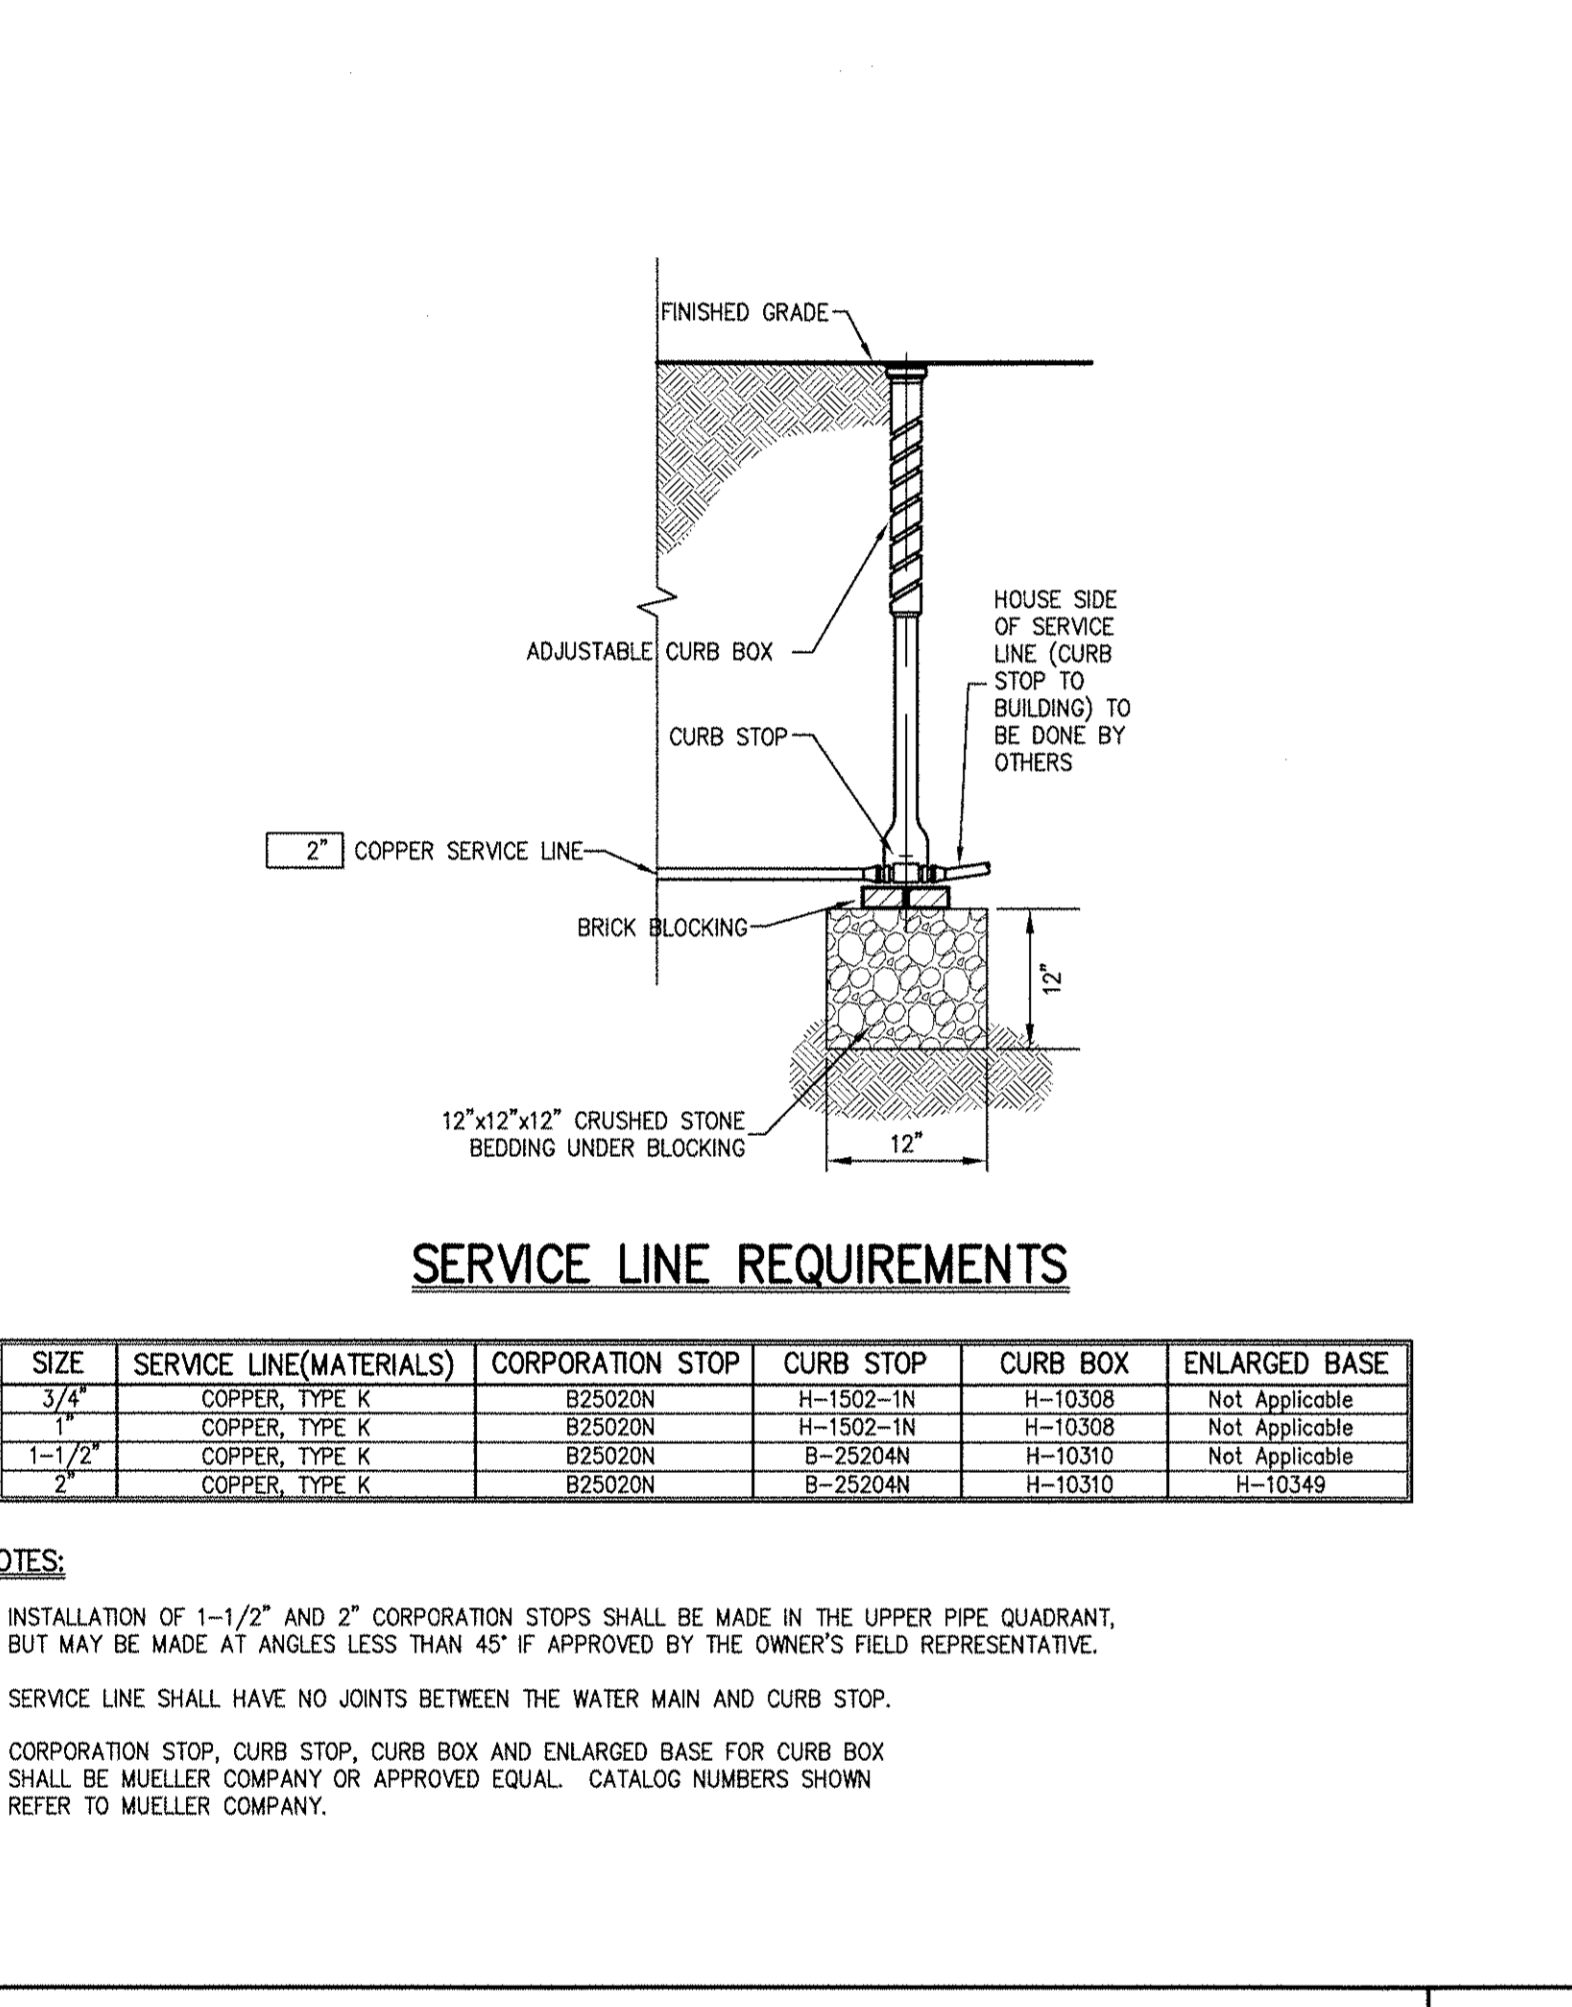 FINISHED GRADE
HOUSE SIDE
OF SERVICE
LINE (CURB
STOP TO
BUILDING) TO
BE DONE BY
OTHERS
ADJUSTABLE CURB BOX
CURB STOP
2" COPPER SERVICE LINE
BRICK BLOCKING
12"
12"x12"x12" CRUSHED STONE
BEDDING UNDER BLOCKING
12"
SERVICE LINE REQUIREMENTS
SIZE SERVICE LINE(MATERIALS) CORPORATION STOP CURB STOP CURB BOX ENLARGED BASE
3/4" COPPER, TYPE K B25020N H-1502-1N H-10308 Not Applicable
1" COPPER, TYPE K B25020N H-1502-1N H-10308 Not Applicable
1-1/2" COPPER, TYPE K B25020N B-25204N H-10310 Not Applicable
2" COPPER, TYPE K B25020N B-25204N H-10310 H-10349
OTES:
INSTALLATION OF 1-1/2" AND 2" CORPORATION STOPS SHALL BE MADE IN THE UPPER PIPE QUADRANT,
BUT MAY BE MADE AT ANGLES LESS THAN 45° IF APPROVED BY THE OWNER'S FIELD REPRESENTATIVE.
SERVICE LINE SHALL HAVE NO JOINTS BETWEEN THE WATER MAIN AND CURB STOP.
CORPORATION STOP, CURB STOP, CURB BOX AND ENLARGED BASE FOR CURB BOX
SHALL BE MUELLER COMPANY OR APPROVED EQUAL. CATALOG NUMBERS SHOWN
REFER TO MUELLER COMPANY.